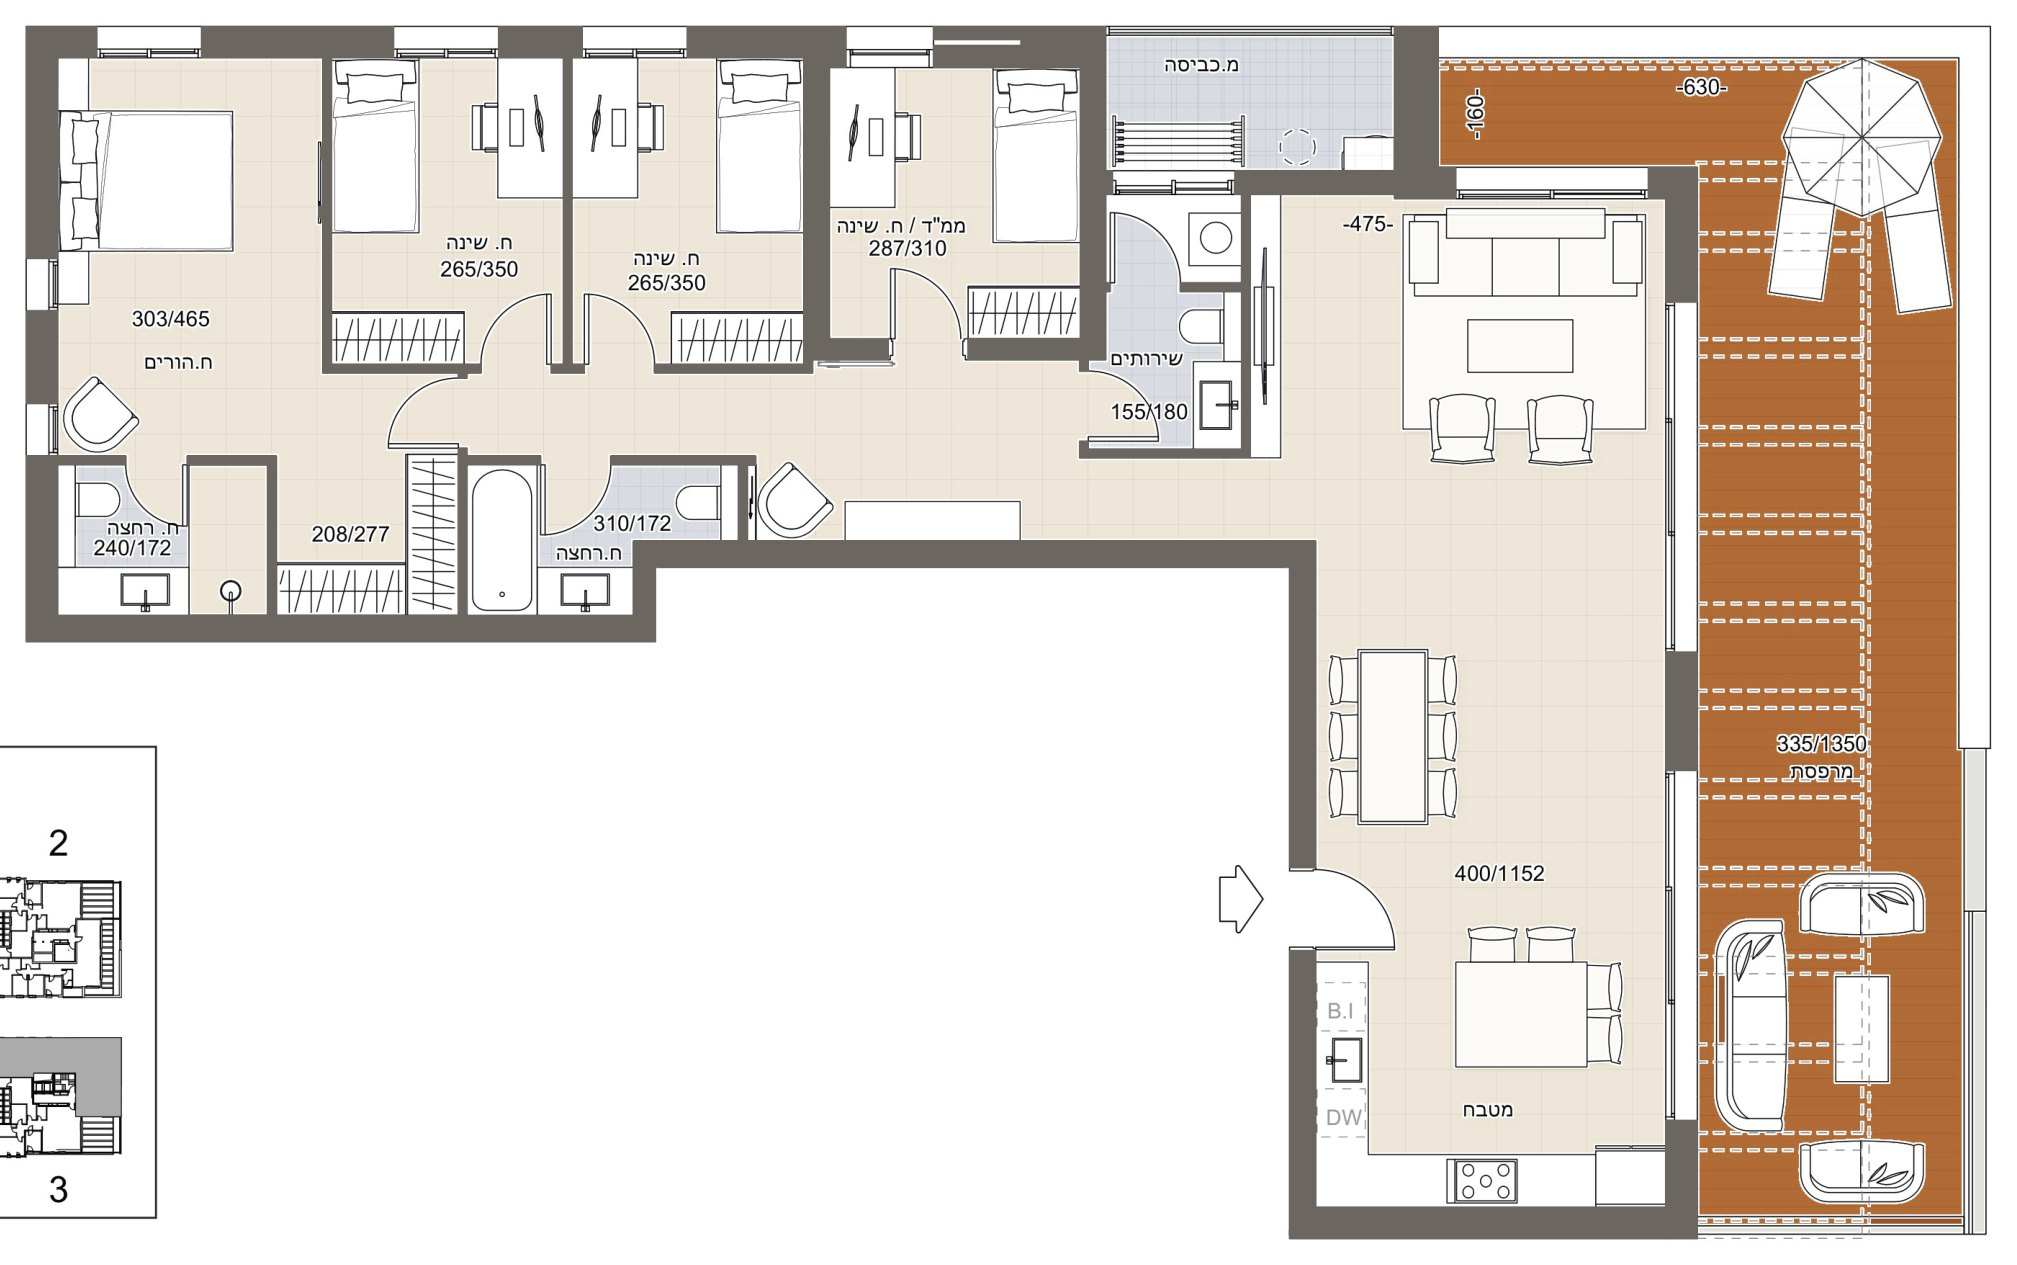 מ.כביסה
-630-
-160-
ממ"ד / ח. שינה
287/310
-475-
ח. שינה
265/350
ח. שינה
265/350
303/465
ח.הורים
שירותים
155/180
ח. רחצה
240/172
208/277
310/172
ח.רחצה
335/1350
מרפסת
400/1152
B.I
DW
מטבח
2
3